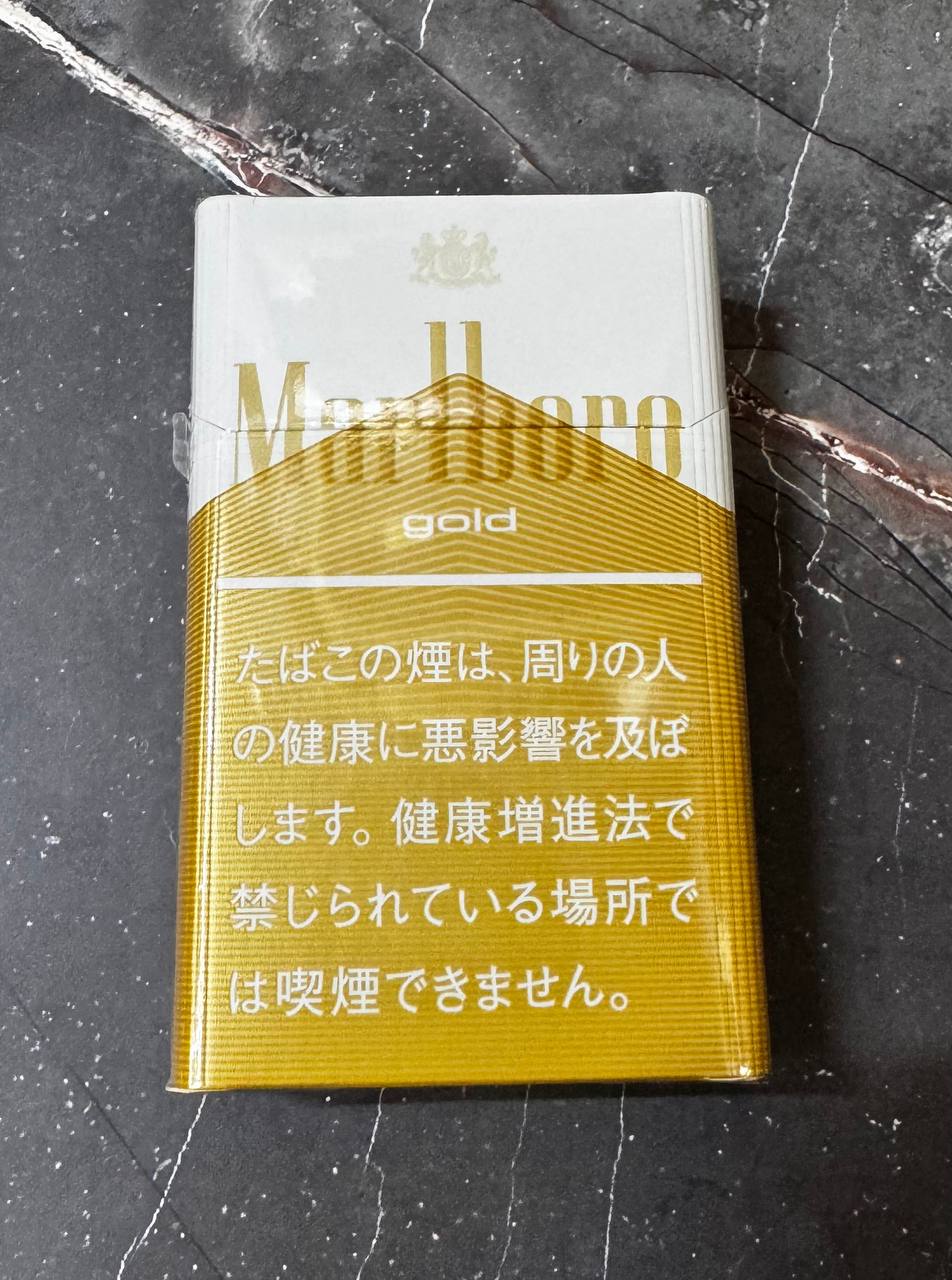 Marlboro
gold
たばこの煙は、周りの人
の健康に悪影響を及ぼ
します。健康増進法で
禁じられている場所で
は喫煙できません。